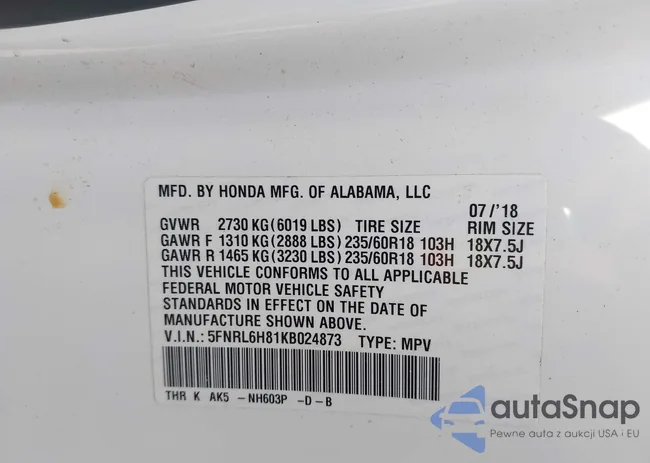 MFD. BY HONDA MFG. OF ALABAMA, LLC
07/'18
GVWR 2730 KG(6019 LBS) TIRE SIZE RIM SIZE
GAWR F 1310 KG(2888 LBS) 235/60R18 103H 18X7.5J
GAWR R 1465 KG(3230 LBS) 235/60R18 103H 18X7.5J
THIS VEHICLE CONFORMS TO ALL APPLICABLE
FEDERAL MOTOR VEHICLE SAFETY
STANDARDS IN EFFECT ON THE DATE OF
MANUFACTURE SHOWN ABOVE.
V.I.N.: 5FNRL6H81KB024873 TYPE: MPV
THR K AK5 -NH603P -D-B
autaSnap
Pewne auta z aukcji USA i EU